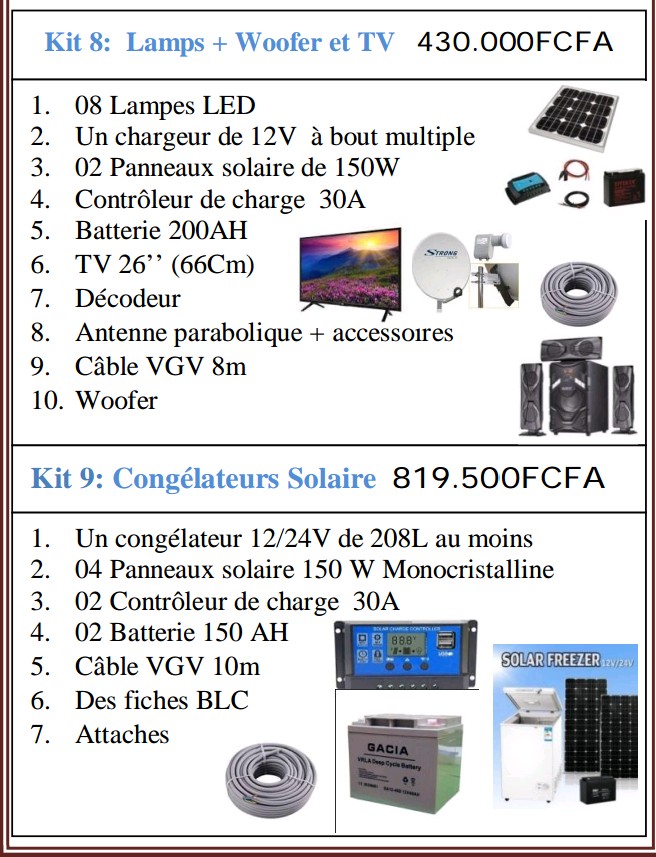 Kit 8: Lamps + Woofer et TV 430.000FCFA
1. 08 Lampes LED
2. Un chargeur de 12V à bout multiple
3. 02 Panneaux solaire de 150W
4. Contrôleur de charge 30A
5. Batterie 200AH
6. TV 26’’ (66Cm)
7. Décodeur
8. Antenne parabolique + accessoires
9. Câble VGV 8m
10. Woofer
STRONG
Kit 9: Congélateurs Solaire 819.500FCFA
1. Un congélateur 12/24V de 208L au moins
2. 04 Panneaux solaire 150 W Monocristalline
3. 02 Contrôleur de charge 30A
4. 02 Batterie 150 AH
5. Câble VGV 10m
6. Des fiches BLC
7. Attaches
SOLAR CHARGE CONTROLLER
SOLAR FREEZER 12V/24V
GACIA
VRLA Deep Cycle Battery